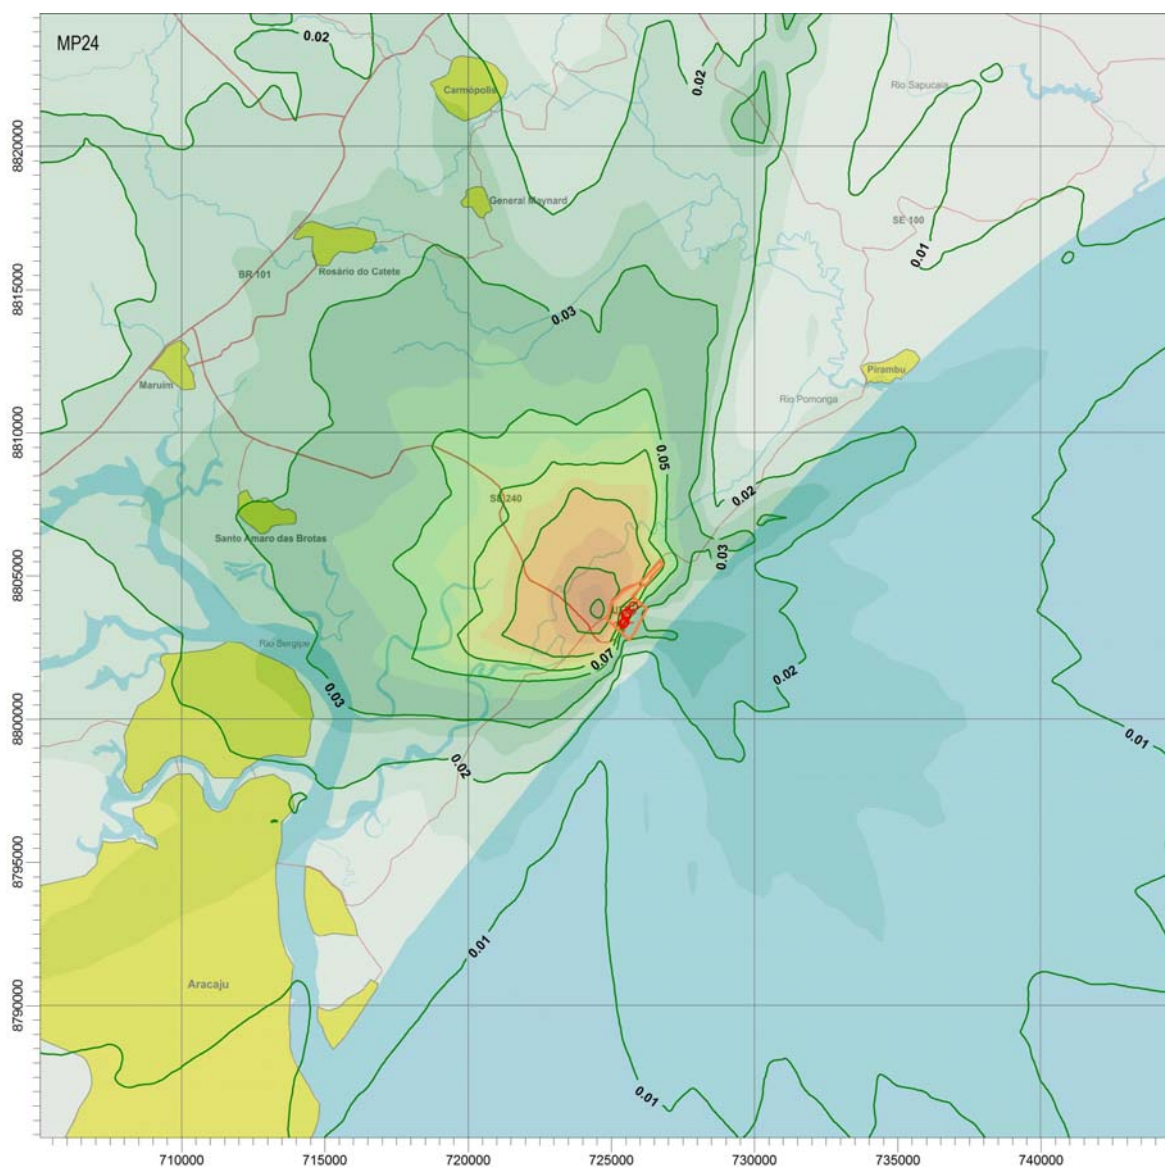 MP24
0.02
0.02
Carmópolis
Rio Sapucaia
8820000
General Maynard
SE 100
0.01
Rosário do Catete
BR 101
8815000
0.03
Maruim
Pirambu
Rio Pomonga
8810000
0.05
0.02
SE 240
Santo Amaro das Brotas
0.03
8805000
Rio Sergipe
0.07
0.02
0.03
8800000
0.01
0.02
8795000
0.01
Aracaju
8790000
0.01
710000
715000
720000
725000
730000
735000
740000